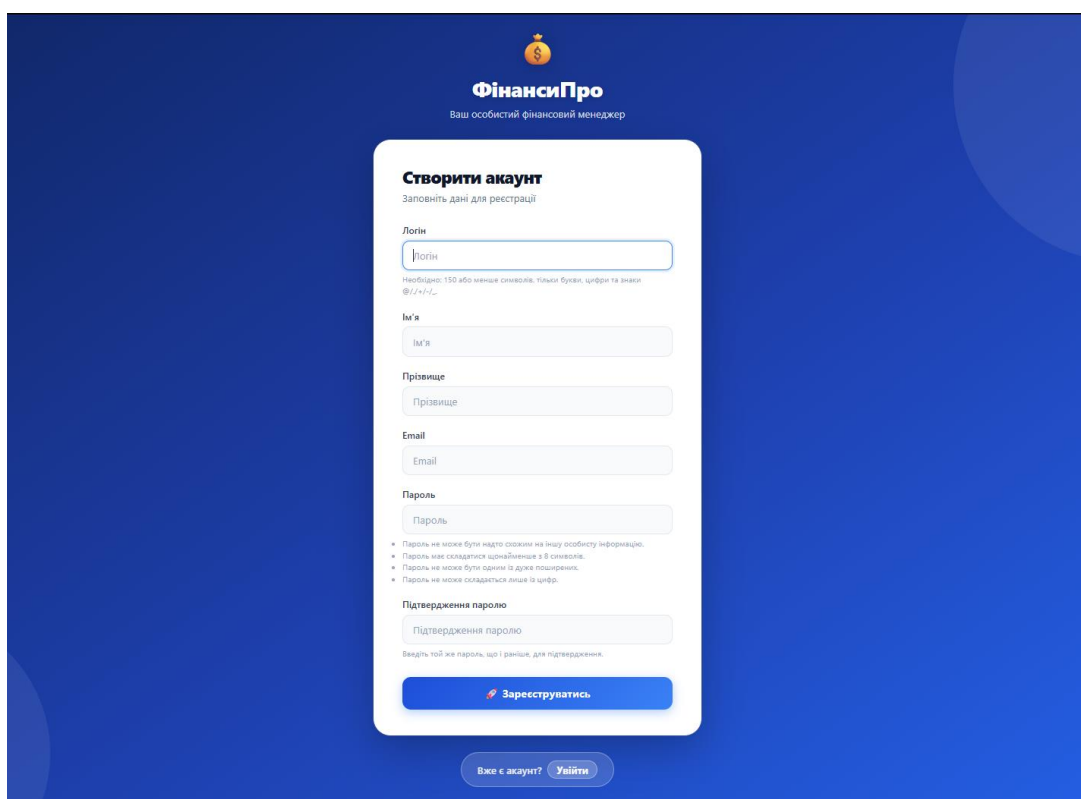 ФінансиПро
Ваш особистий фінансовий менеджер
Створити акаунт
Заповніть дані для реєстрації
Логін
Логін
Необхідно: 150 або менше символів, тільки букви, цифри та знаки
@/./+/-/_.
Ім'я
Ім'я
Прізвище
Прізвище
Email
Email
Пароль
Пароль
Пароль не може бути надто схожим на іншу особисту інформацію.
Пароль має складатися щонайменше з 8 символів.
Пароль не може бути одним із дуже поширених.
Пароль не може складається лише із цифр.
Підтвердження паролю
Підтвердження паролю
Введіть той же пароль, що і раніше, для підтвердження.
🚀 Зареєструватись
Вже є акаунт? Увійти